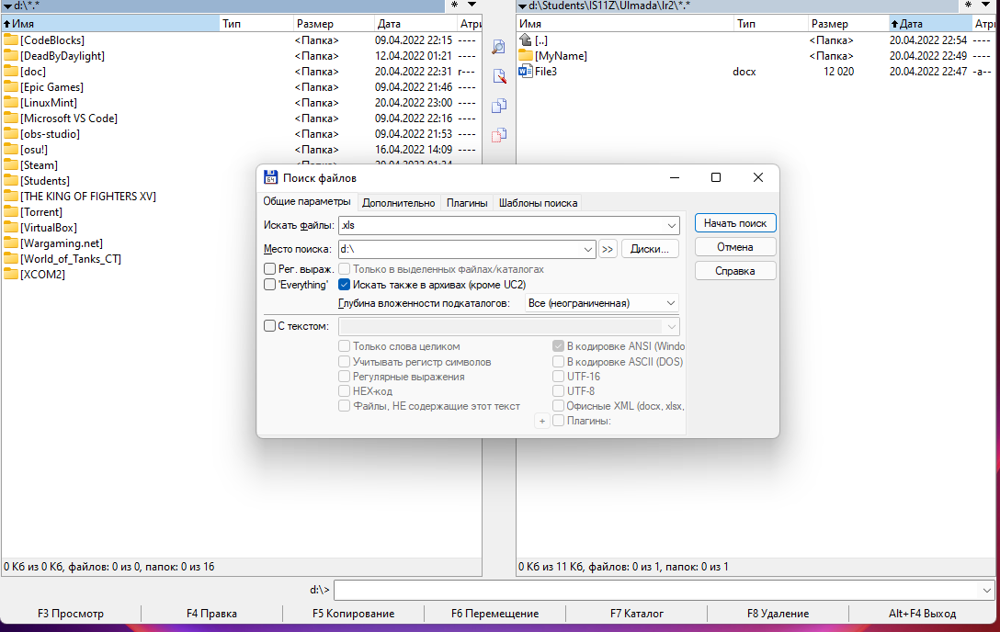 d:\*.*
* 
d:\Students\IS11Z\Ulmada\lr2\*.*
*
Имя Тип Размер Дата Атри
Имя Тип Размер Дата Атри
[CodeBlocks] <Папка> 09.04.2022 22:15 ----
[DeadByDaylight] <Папка> 12.04.2022 01:21 ----
[doc] <Папка> 20.04.2022 22:31 r---
[Epic Games] <Папка> 09.04.2022 21:46 ----
[LinuxMint] <Папка> 20.04.2022 23:00 ----
[Microsoft VS Code] <Папка> 09.04.2022 22:16 ----
[obs-studio] <Папка> 09.04.2022 21:53 ----
[osu!] <Папка> 16.04.2022 14:09 ----
[Steam]
[Students]
[THE KING OF FIGHTERS XV]
[Torrent]
[VirtualBox]
[Wargaming.net]
[World_of_Tanks_CT]
[XCOM2]
[..] <Папка> 20.04.2022 22:54 ----
[MyName] <Папка> 20.04.2022 22:49 ----
File3 docx 12 020 20.04.2022 22:47 -a--
64 Поиск файлов
Общие параметры Дополнительно Плагины Шаблоны поиска
Искать файлы: .xls
Место поиска: d:\ >> Диски...
Рег. выраж. Только в выделенных файлах/каталогах
'Everything' Искать также в архивах (кроме UC2)
Глубина вложенности подкаталогов: Все (неограниченная)
С текстом:
Только слова целиком
Учитывать регистр символов
Регулярные выражения
HEX-код
Файлы, НЕ содержащие этот текст
В кодировке ANSI (Windo
В кодировке ASCII (DOS)
UTF-16
UTF-8
Офисные XML (docx, xlsx,
+ Плагины:
Начать поиск
Отмена
Справка
0 Кб из 0 Кб, файлов: 0 из 0, папок: 0 из 16
0 Кб из 11 Кб, файлов: 0 из 1, папок: 0 из 1
d:\>
F3 Просмотр F4 Правка F5 Копирование F6 Перемещение F7 Каталог F8 Удаление Alt+F4 Выход